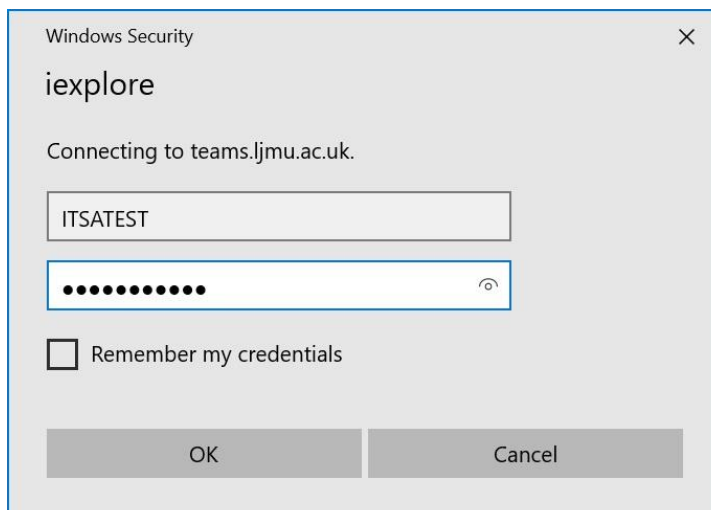 Windows Security
iexplore
Connecting to teams.ljmu.ac.uk.
ITSATEST
●●●●●●●●●●●
Remember my credentials
OK
Cancel